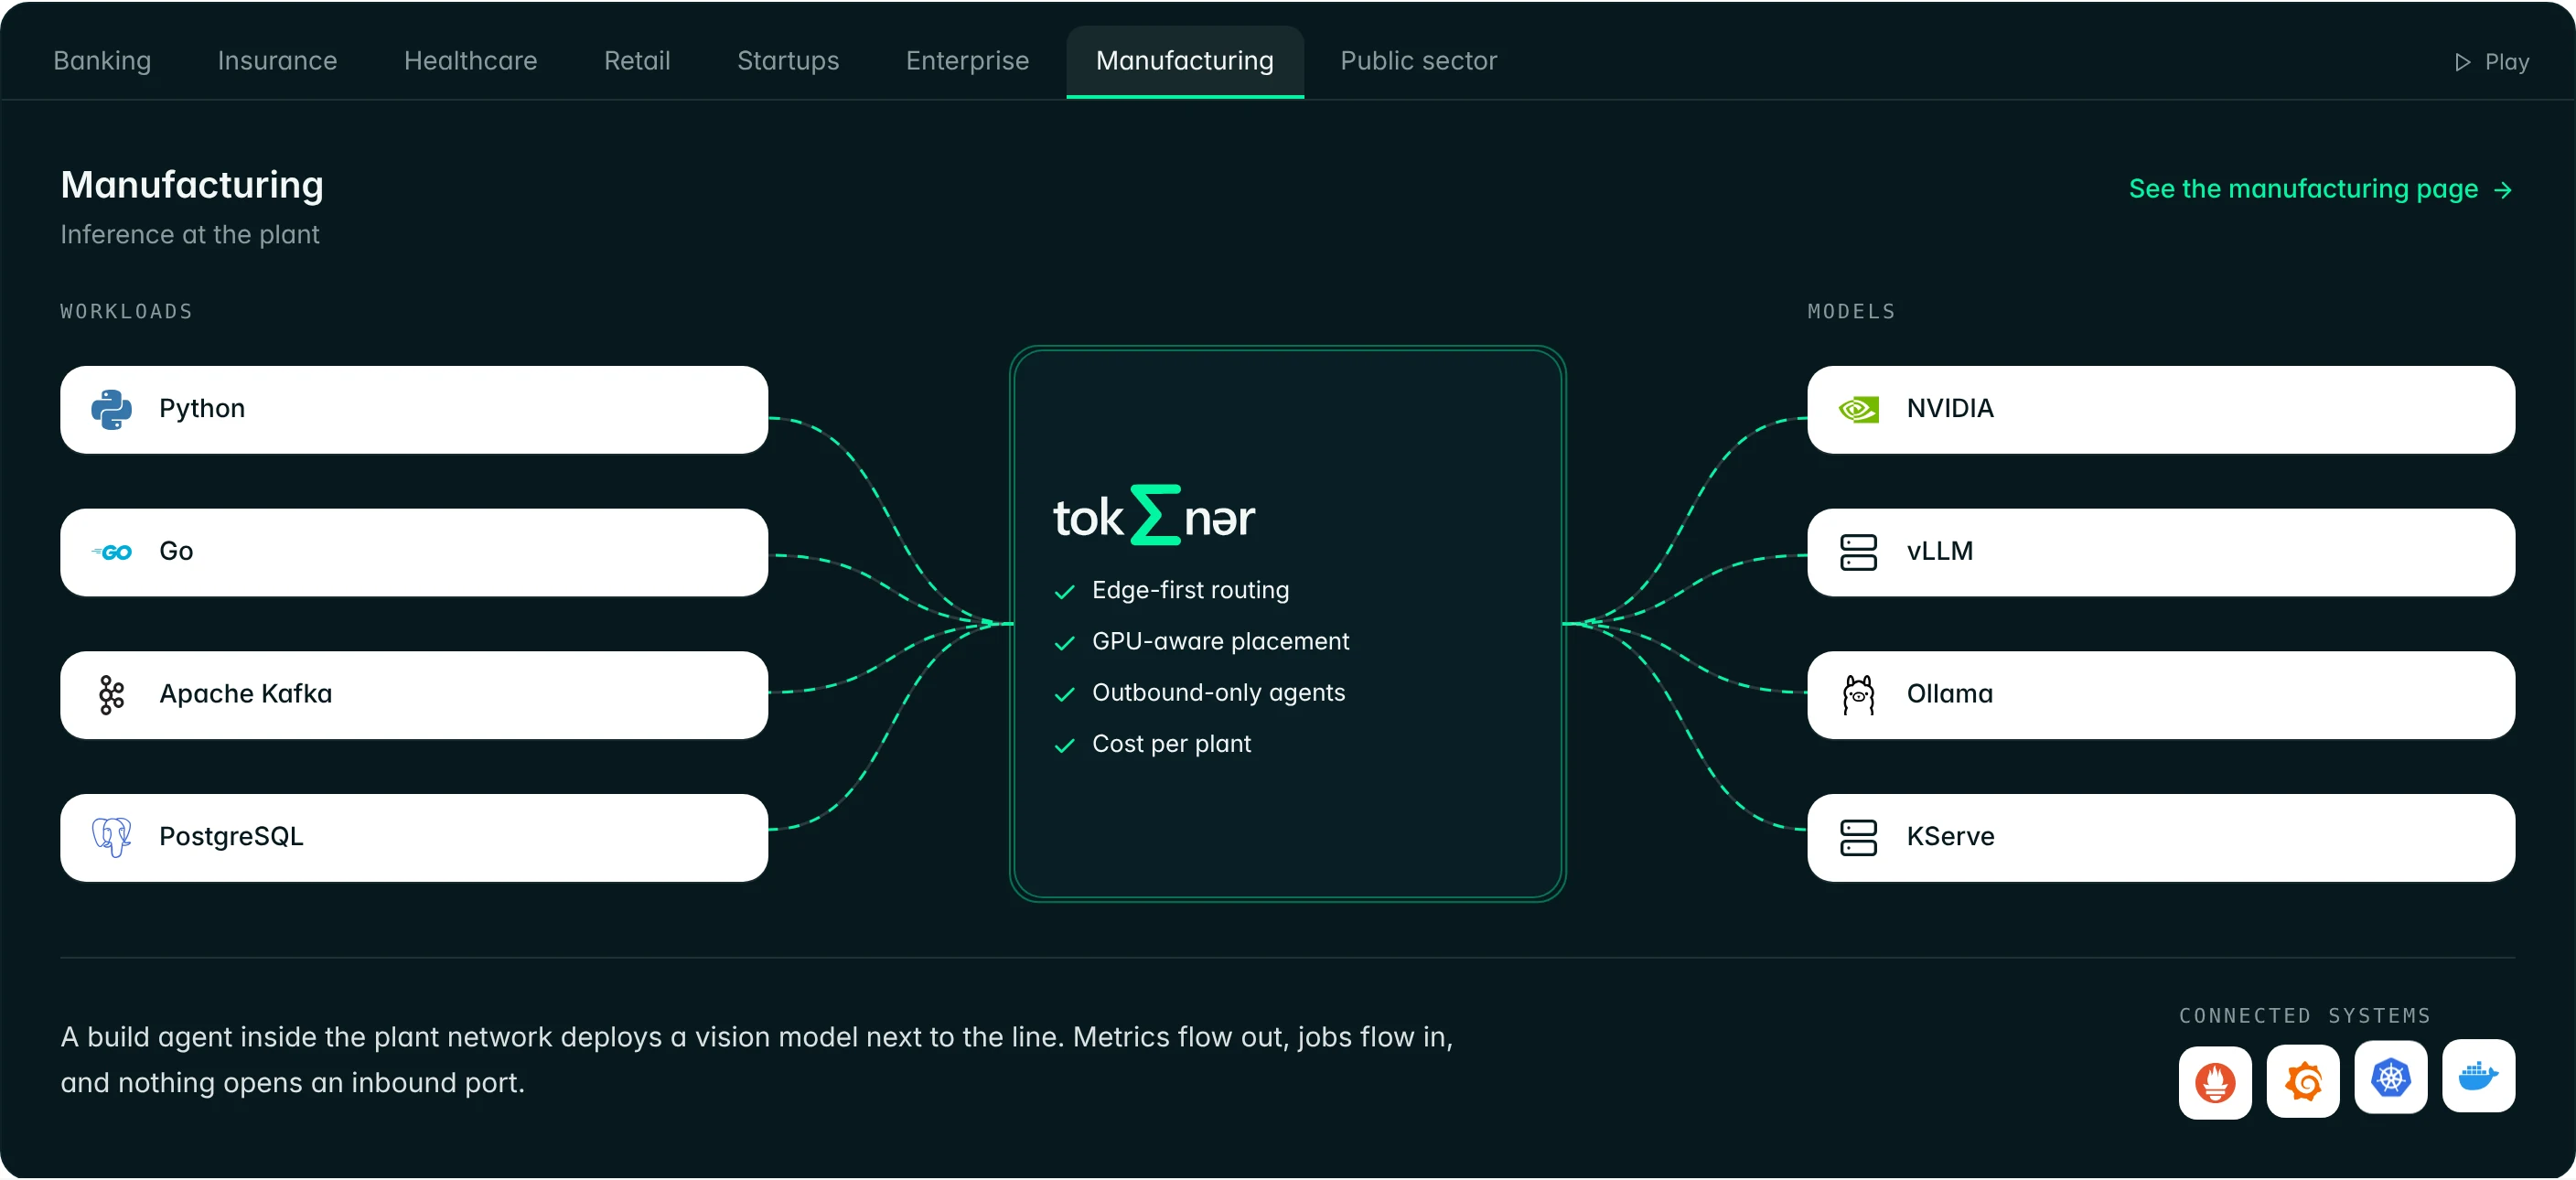 Banking
Insurance
Healthcare
Retail
Startups
Enterprise
Manufacturing
Public sector
Play
Manufacturing
Inference at the plant
See the manufacturing page →
WORKLOADS
Python
GO
Go
Apache Kafka
PostgreSQL
tokΣnər
Edge-first routing
GPU-aware placement
Outbound-only agents
Cost per plant
MODELS
NVIDIA
vLLM
Ollama
KServe
A build agent inside the plant network deploys a vision model next to the line. Metrics flow out, jobs flow in,
and nothing opens an inbound port.
CONNECTED SYSTEMS